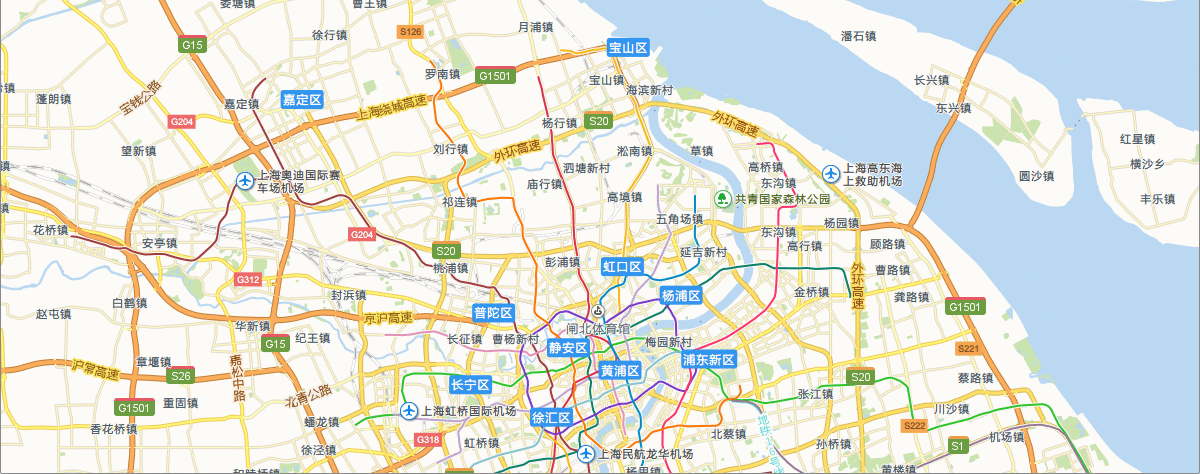 娄塘镇
曹王镇
徐行镇
S126
月浦镇
宝山区
潘石镇
G15
罗南镇
G1501
宝山镇
海滨新村
长兴镇
东兴镇
蓬朗镇
宝钱公路
嘉定镇
嘉定区
上海绕城高速
G204
杨行镇
S20
外环高速
红星镇
望新镇
刘行镇
外环高速
泗塘新村
淞南镇
草镇
高桥镇
横沙乡
上海奥迪国际赛
车场机场
庙行镇
高境镇
东沟镇
上海高东海
上救助机场
圆沙镇
祁连镇
共青国家森林公园
丰乐镇
花桥镇
安亭镇
G204
五角场镇
杨园镇
东沟镇
高行镇
顾路镇
S20
延吉新村
桃浦镇
彭浦镇
虹口区
曹路镇
外环高速
G312
封浜镇
杨浦区
金桥镇
龚路镇
白鹤镇
赵屯镇
华新镇
京沪高速
普陀区
G1501
G15
纪王镇
长征镇
曹杨新村
闸北体育馆
梅园新村
静安区
S221
章堰镇
嘉松中路
浦东新区
沪常高速
S26
黄浦区
S20
蔡路镇
长宁区
北青公路
张江镇
G1501
重固镇
上海虹桥国际机场
徐汇区
川沙镇
蟠龙镇
S222
香花桥镇
G318
虹桥镇
北蔡镇
机场镇
徐泾镇
上海民航龙华机场
孙桥镇
S1
黄楼镇